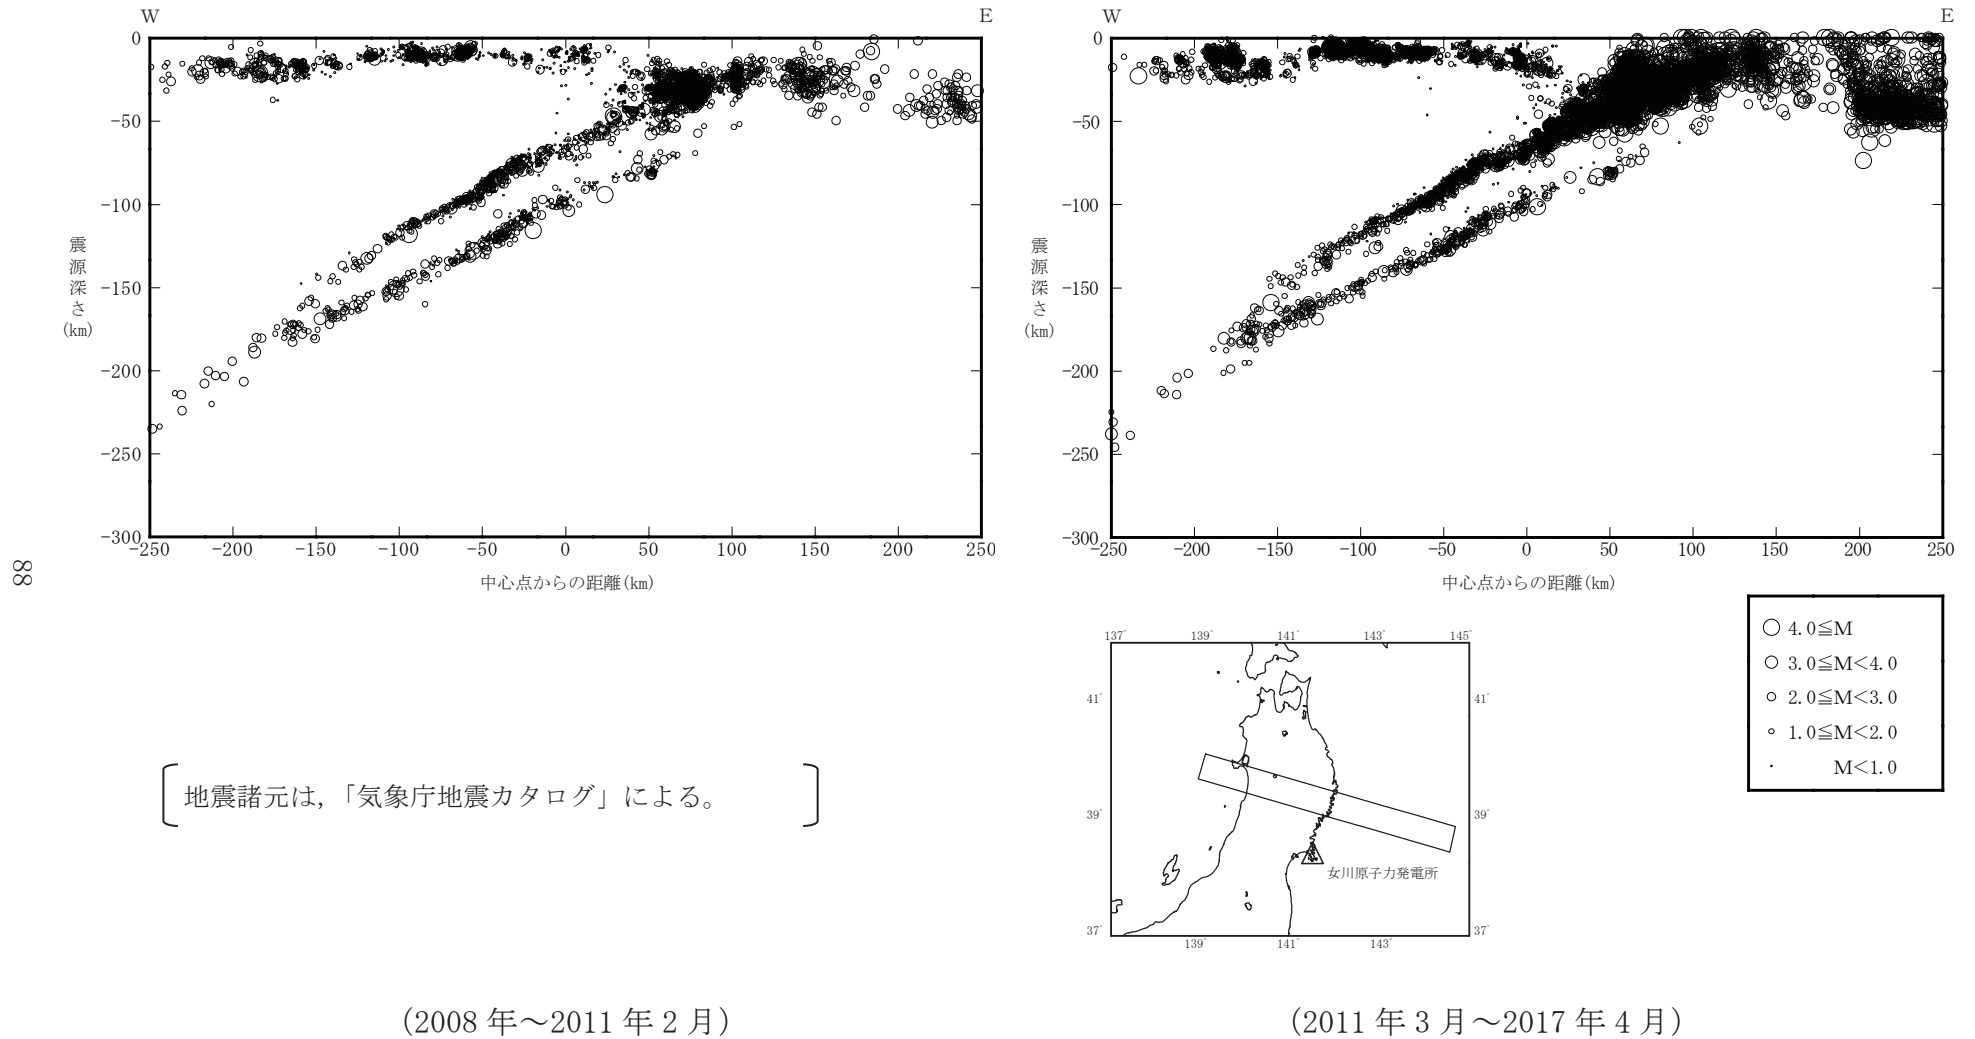 W E
0
-50
-100
-150
-200
-250
-300
震源深さ(km)
-250 -200 -150 -100 -50 0 50 100 150 200 250
中心点からの距離(km)
W E
0
-50
-100
-150
-200
-250
-300
震源深さ(km)
-250 -200 -150 -100 -50 0 50 100 150 200 250
中心点からの距離(km)
88
4.0≦M
3.0≦M<4.0
2.0≦M<3.0
1.0≦M<2.0
M<1.0
137° 139° 141° 143° 145°
41° 41°
39° 39°
37° 37°
139° 141° 143°
女川原子力発電所
地震諸元は,「気象庁地震カタログ」による。
(2008年～2011年2月)
(2011年3月～2017年4月)